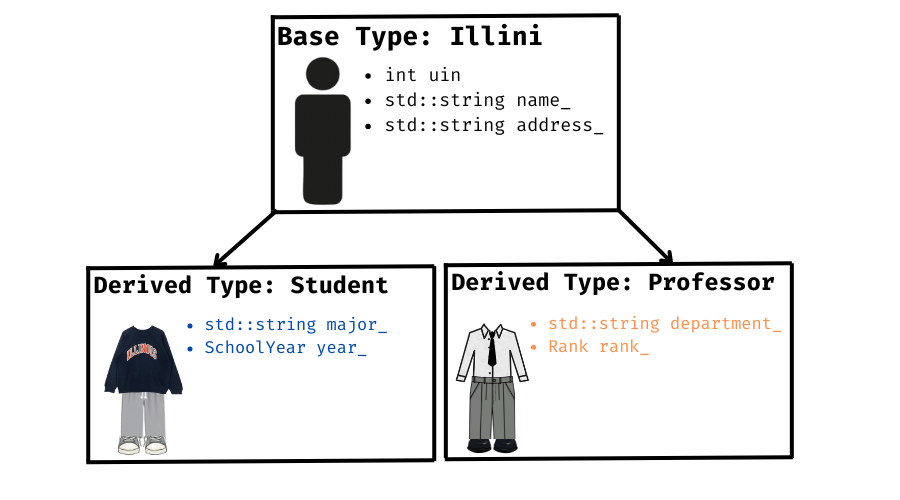 Base Type: Illini
• int uin
• std::string name_
• std::string address_
Derived Type: Student
• std::string major_
• SchoolYear year_
ILLINOIS
Derived Type: Professor
• std::string department_
• Rank rank_